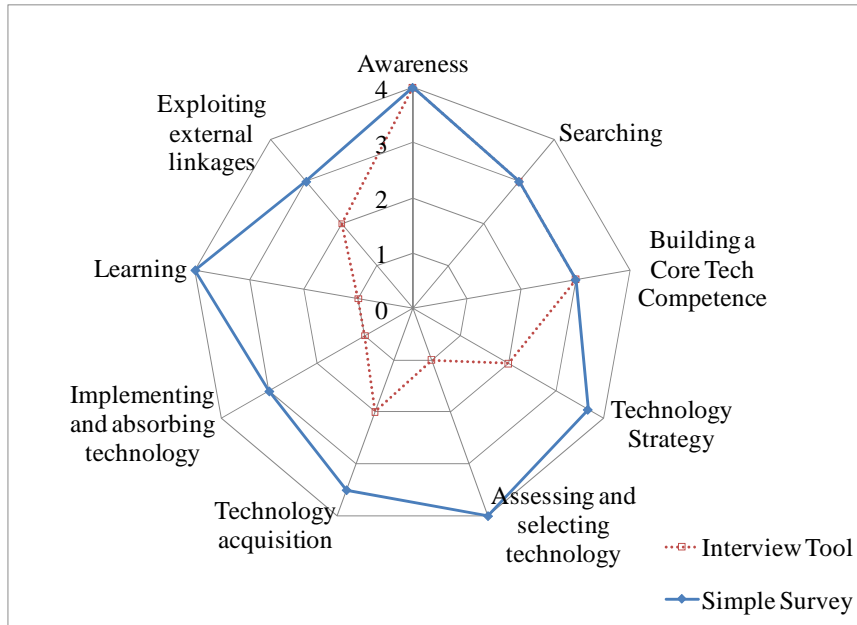 Awareness
Exploiting
external
linkages
Searching
4
3
2
1
0
Building a
Core Tech
Competence
Learning
Implementing
and absorbing
technology
Technology
Strategy
Technology
acquisition
Assessing and
selecting
technology
Interview Tool
Simple Survey